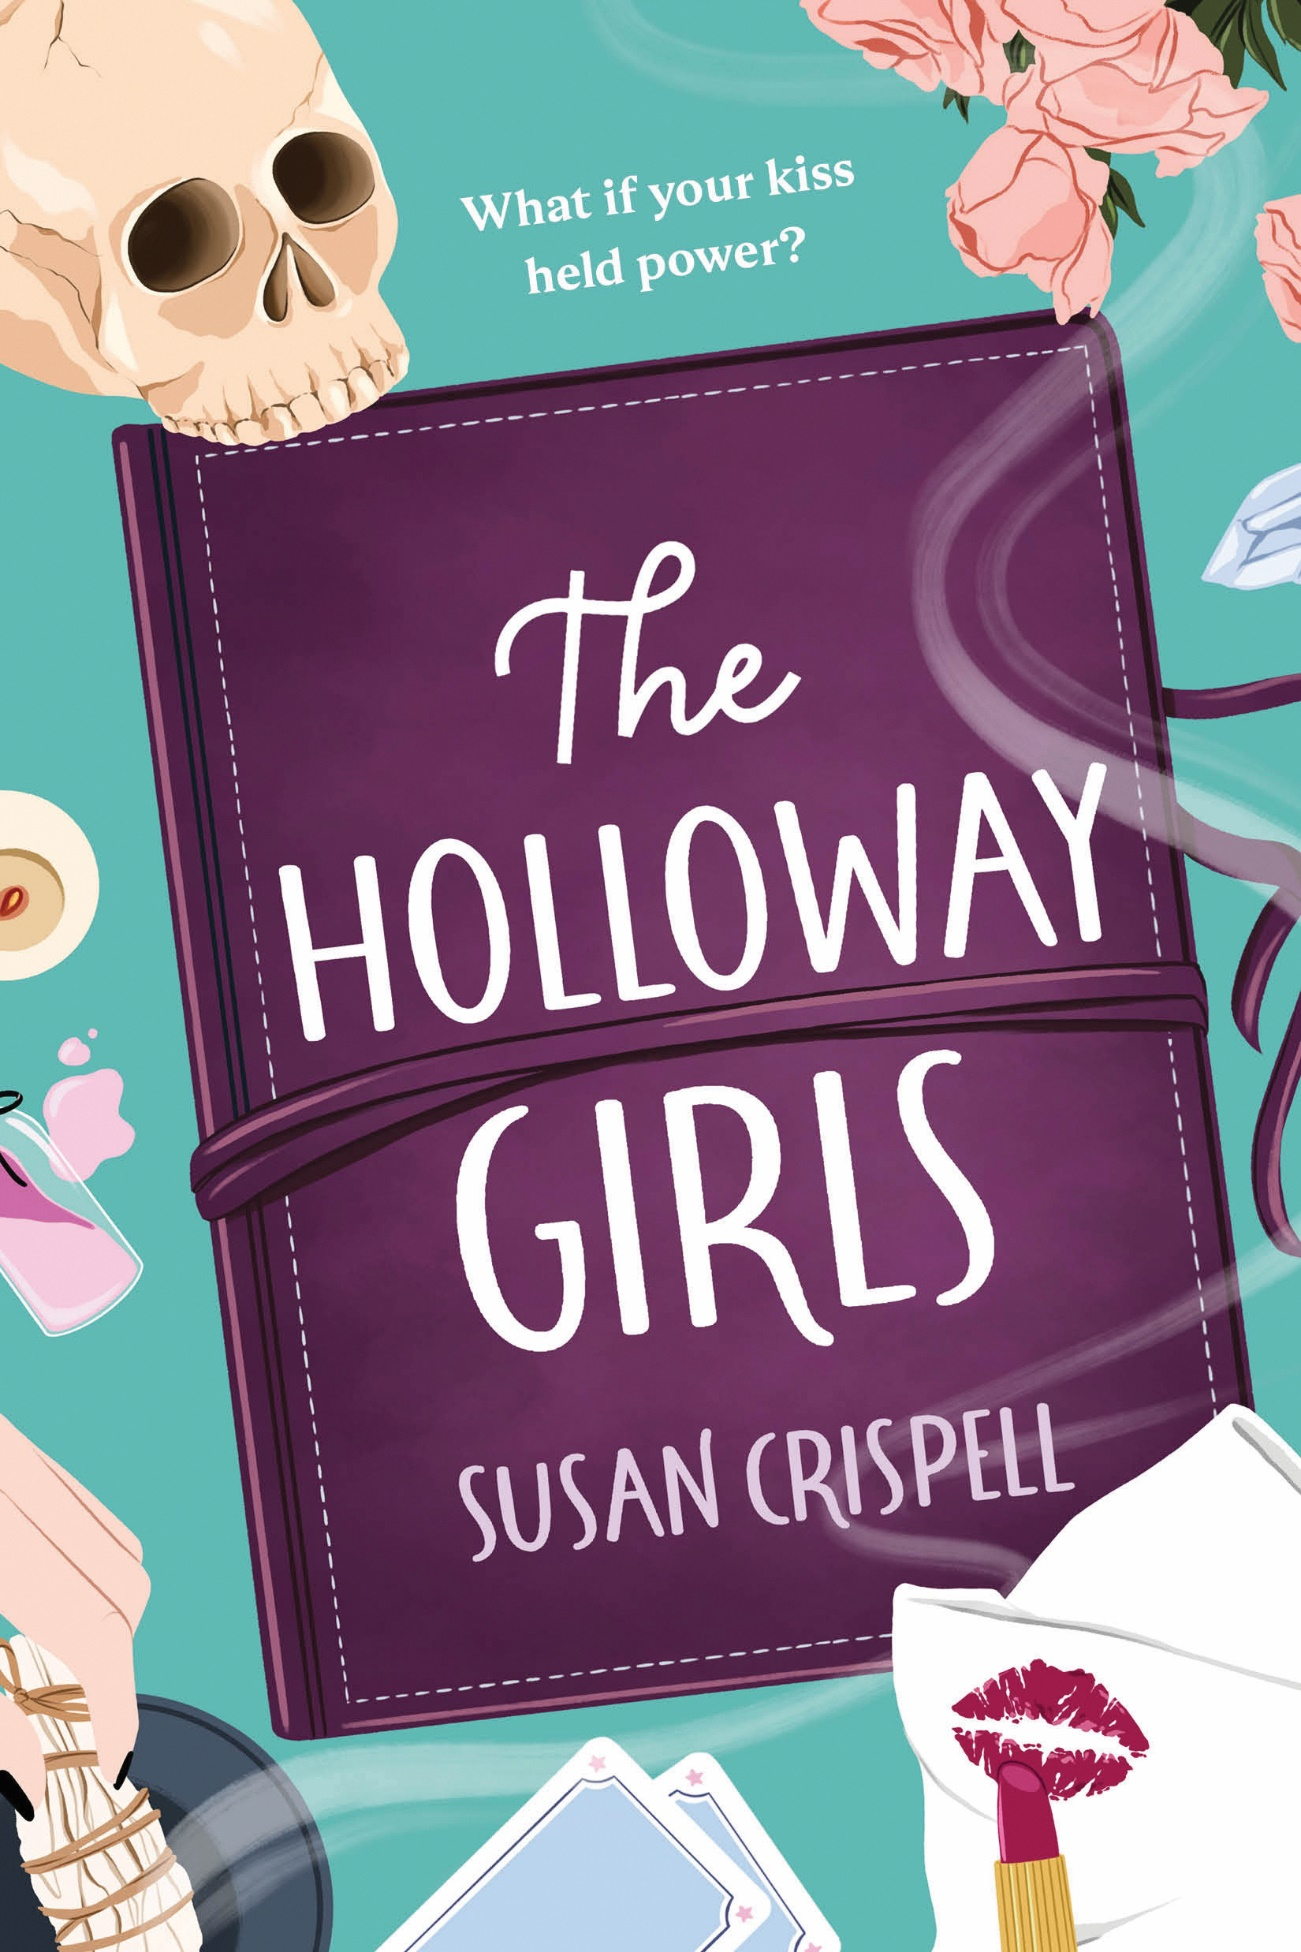 What if your kiss
held power?
The
HOLLOWAY
GIRLS
SUSAN CRISPELL